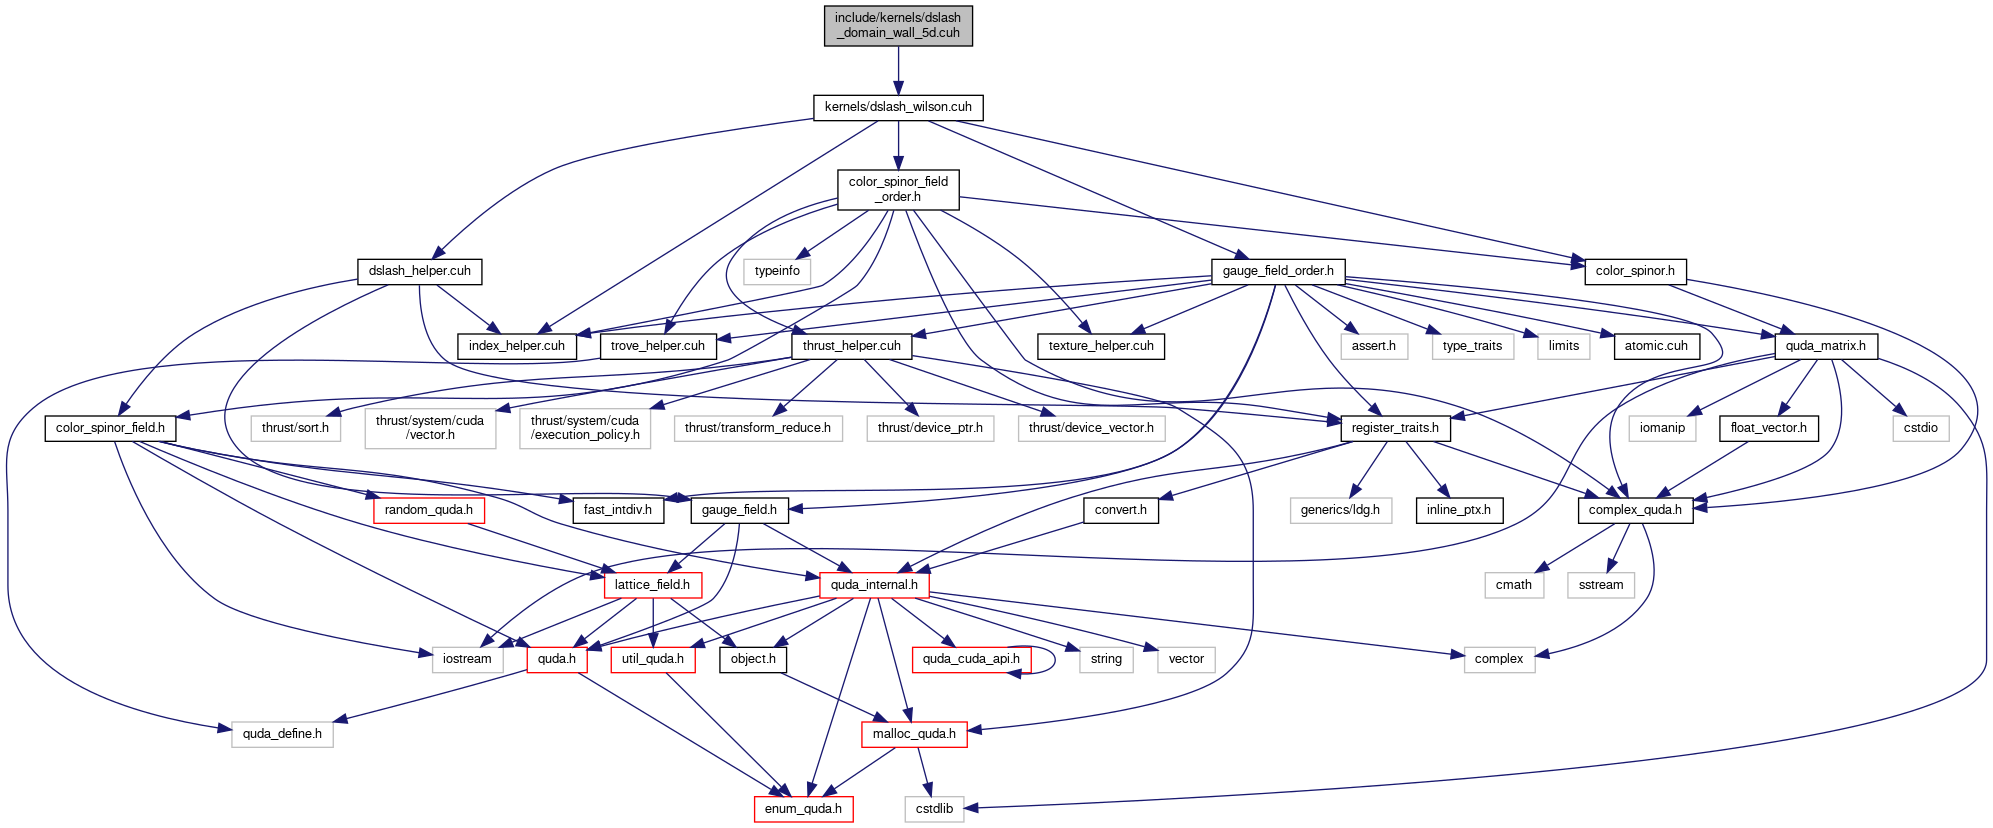 include/kernels/dslash
_domain_wall_5d.cuh
kernels/dslash_wilson.cuh
color_spinor_field
_order.h
dslash_helper.cuh
typeinfo
gauge_field_order.h
color_spinor.h
index_helper.cuh
trove_helper.cuh
thrust_helper.cuh
texture_helper.cuh
assert.h
type_traits
limits
atomic.cuh
quda_matrix.h
color_spinor_field.h
thrust/sort.h
thrust/system/cuda
/vector.h
thrust/system/cuda
/execution_policy.h
thrust/transform_reduce.h
thrust/device_ptr.h
thrust/device_vector.h
register_traits.h
iomanip
float_vector.h
cstdio
random_quda.h
fast_intdiv.h
gauge_field.h
convert.h
generics/ldg.h
inline_ptx.h
complex_quda.h
lattice_field.h
quda_internal.h
cmath
sstream
iostream
quda.h
util_quda.h
object.h
quda_cuda_api.h
string
vector
complex
quda_define.h
malloc_quda.h
enum_quda.h
cstdlib